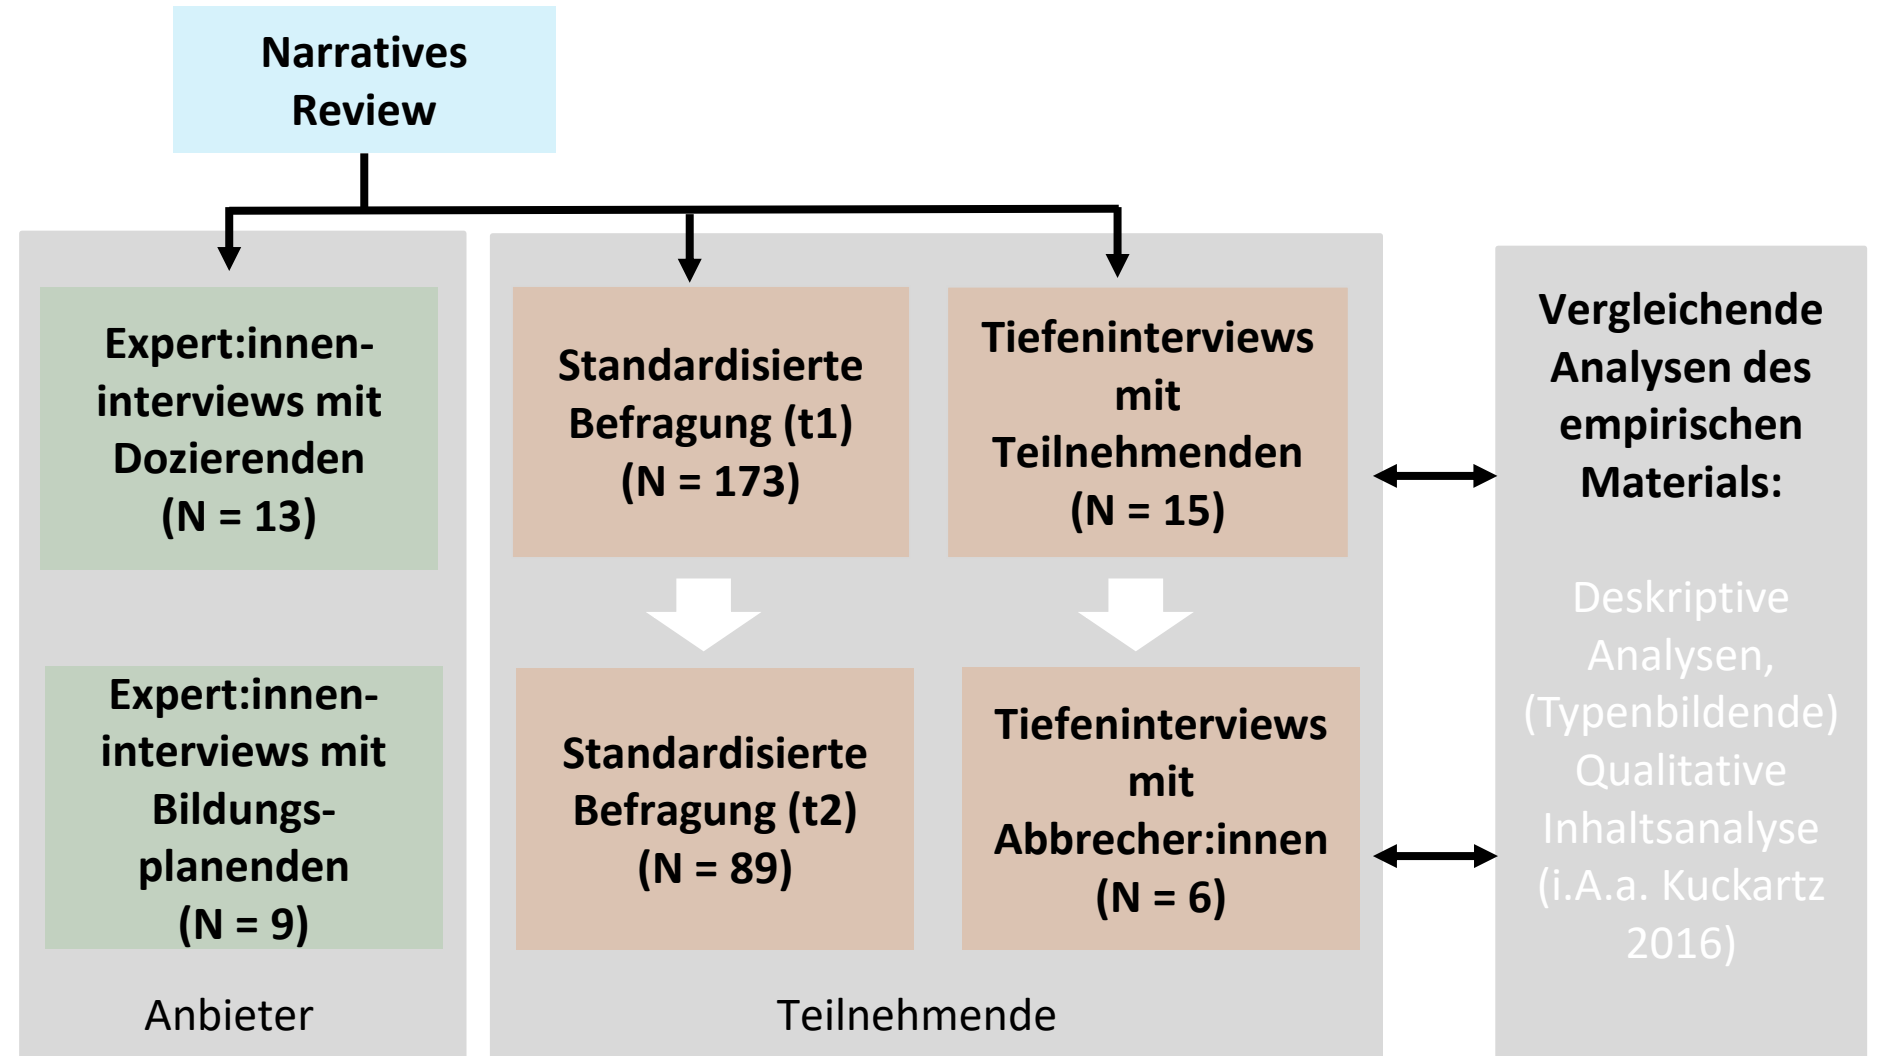 Narratives
Review
Expert:innen-
interviews mit
Dozierenden
(N = 13)
Expert:innen-
interviews mit
Bildungs-
planenden
(N = 9)
Anbieter
Standardisierte
Befragung (t1)
(N = 173)
Standardisierte
Befragung (t2)
(N = 89)
Tiefeninterviews
mit
Teilnehmenden
(N = 15)
Tiefeninterviews
mit
Abbrecher:innen
(N = 6)
Teilnehmende
Vergleichende
Analysen des
empirischen
Materials:
Deskriptive
Analysen,
(Typenbildende)
Qualitative
Inhaltsanalyse
(i.A.a. Kuckartz
2016)